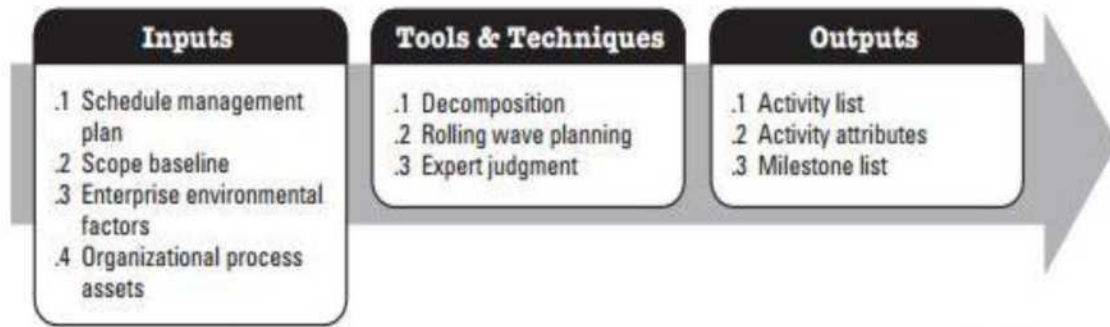 Inputs
.1 Schedule management
plan
.2 Scope baseline
.3 Enterprise environmental
factors
.4 Organizational process
assets
Tools & Techniques
.1 Decomposition
.2 Rolling wave planning
.3 Expert judgment
Outputs
.1 Activity list
.2 Activity attributes
.3 Milestone list